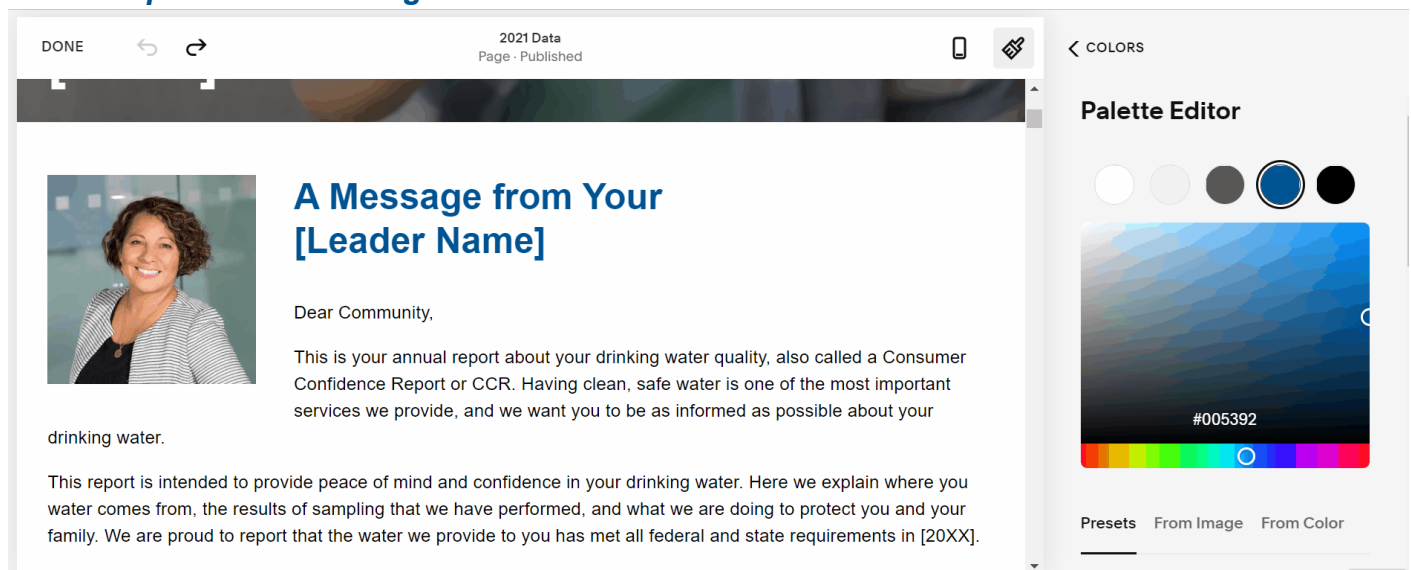 DONE
2021 Data
Page · Published
COLORS
Palette Editor
A Message from Your
[Leader Name]
Dear Community,
This is your annual report about your drinking water quality, also called a Consumer
Confidence Report or CCR. Having clean, safe water is one of the most important
services we provide, and we want you to be as informed as possible about your
drinking water.
This report is intended to provide peace of mind and confidence in your drinking water. Here we explain where you
water comes from, the results of sampling that we have performed, and what we are doing to protect you and your
family. We are proud to report that the water we provide to you has met all federal and state requirements in [20XX].
#005392
Presets From Image From Color